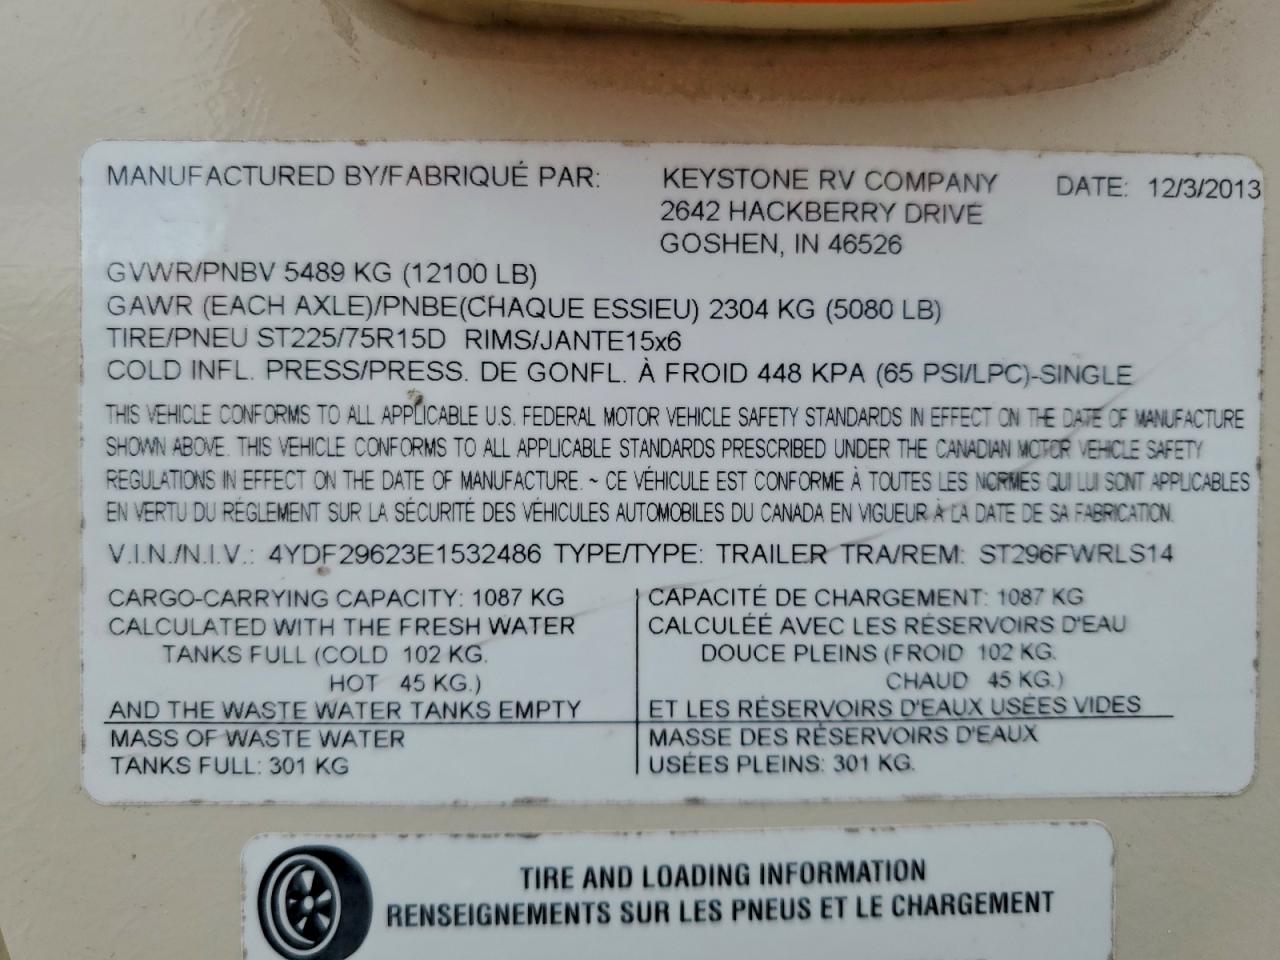 MANUFACTURED BY/FABRIQUÉ PAR: KEYSTONE RV COMPANY DATE: 12/3/2013
2642 HACKBERRY DRIVE
GOSHEN, IN 46526
GVWR/PNBV 5489 KG (12100 LB)
GAWR (EACH AXLE)/PNBE(CHAQUE ESSIEU) 2304 KG (5080 LB)
TIRE/PNEU ST225/75R15D RIMS/JANTE15x6
COLD INFL. PRESS/PRESS. DE GONFL. À FROID 448 KPA (65 PSI/LPC)-SINGLE
THIS VEHICLE CONFORMS TO ALL APPLICABLE U.S. FEDERAL MOTOR VEHICLE SAFETY STANDARDS IN EFFECT ON THE DATE OF MANUFACTURE
SHOWN ABOVE. THIS VEHICLE CONFORMS TO ALL APPLICABLE STANDARDS PRESCRIBED UNDER THE CANADIAN MOTOR VEHICLE SAFETY
REGULATIONS IN EFFECT ON THE DATE OF MANUFACTURE. ~ CE VÉHICULE EST CONFORME À TOUTES LES NORMES QUI LUI SONT APPLICABLES
EN VERTU DU RÉGLEMENT SUR LA SÉCURITÉ DES VÉHICULES AUTOMOBILES DU CANADA EN VIGUEUR À LA DATE DE SA FABRICATION.
V.I.N./N.I.V.: 4YDF29623E1532486 TYPE/TYPE: TRAILER TRA/REM: ST296FWRLS14
CARGO-CARRYING CAPACITY: 1087 KG
CALCULATED WITH THE FRESH WATER
TANKS FULL (COLD 102 KG.
HOT 45 KG.)
AND THE WASTE WATER TANKS EMPTY
MASS OF WASTE WATER
TANKS FULL: 301 KG
CAPACITÉ DE CHARGEMENT: 1087 KG
CALCULÉE AVEC LES RÉSERVOIRS D'EAU
DOUCE PLEINS (FROID 102 KG.
CHAUD 45 KG.)
ET LES RÉSERVOIRS D'EAUX USÉES VIDES
MASSE DES RÉSERVOIRS D'EAUX
USÉES PLEINS: 301 KG.
TIRE AND LOADING INFORMATION
RENSEIGNEMENTS SUR LES PNEUS ET LE CHARGEMENT